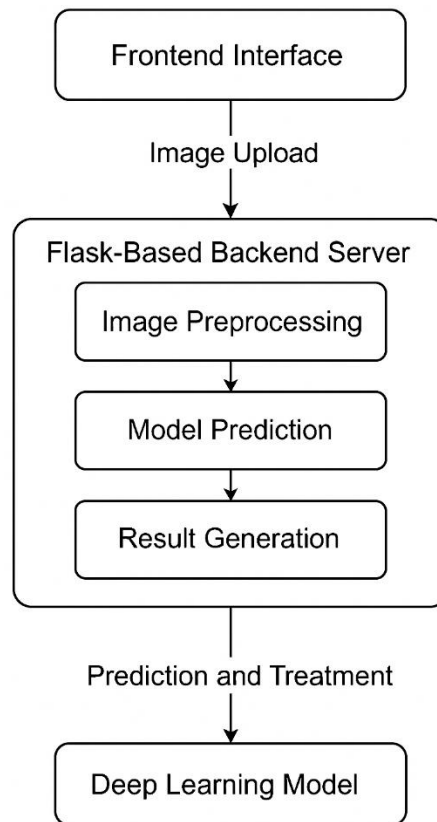 Frontend Interface
Image Upload
Flask-Based Backend Server
Image Preprocessing
Model Prediction
Result Generation
Prediction and Treatment
Deep Learning Model